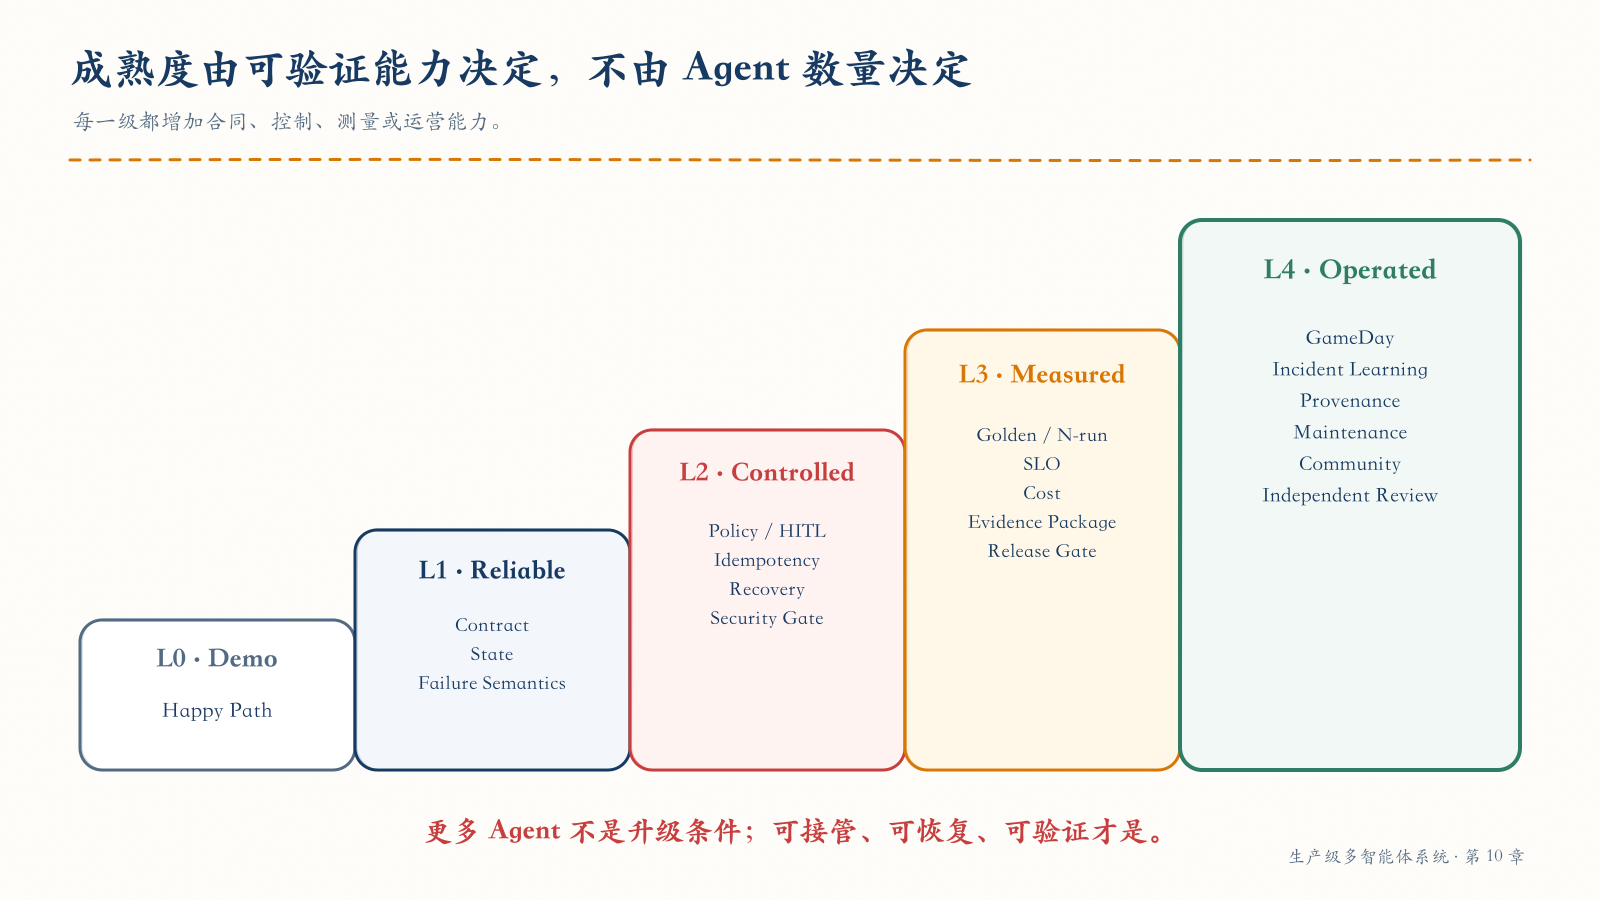 成熟度由可验证能力决定，不由 Agent 数量决定
每一级都增加合同、控制、测量或运营能力。
L0 · Demo
Happy Path
L1 · Reliable
Contract
State
Failure Semantics
L2 · Controlled
Policy / HITL
Idempotency
Recovery
Security Gate
L3 · Measured
Golden / N-run
SLO
Cost
Evidence Package
Release Gate
L4 · Operated
GameDay
Incident Learning
Provenance
Maintenance
Community
Independent Review
更多 Agent 不是升级条件；可接管、可恢复、可验证才是。
生产级多智能体系统 · 第 10 章